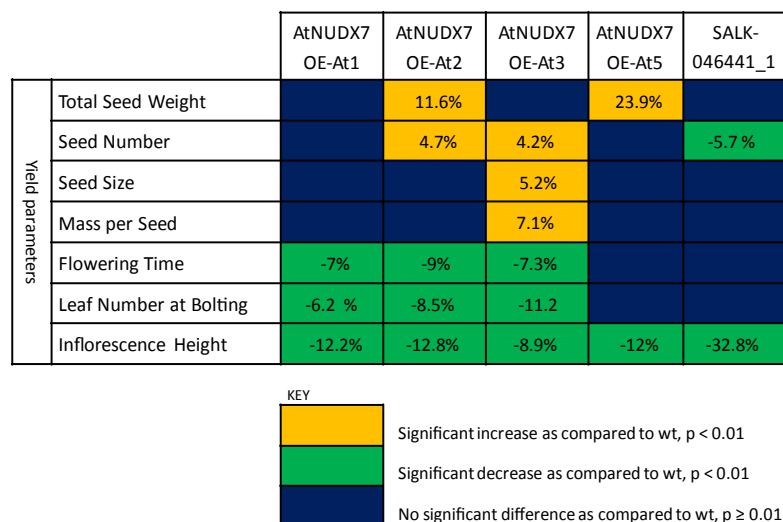 AtNUDX7 OE-At1 AtNUDX7 OE-At2 AtNUDX7 OE-At3 AtNUDX7 OE-At5 SALK-046441_1
Yield parameters
Total Seed Weight 11.6% 23.9%
Seed Number 4.7% 4.2% -5.7 %
Seed Size 5.2%
Mass per Seed 7.1%
Flowering Time -7% -9% -7.3%
Leaf Number at Bolting -6.2 % -8.5% -11.2
Inflorescence Height -12.2% -12.8% -8.9% -12% -32.8%
KEY
Significant increase as compared to wt, p < 0.01
Significant decrease as compared to wt, p < 0.01
No significant difference as compared to wt, p ≥ 0.01